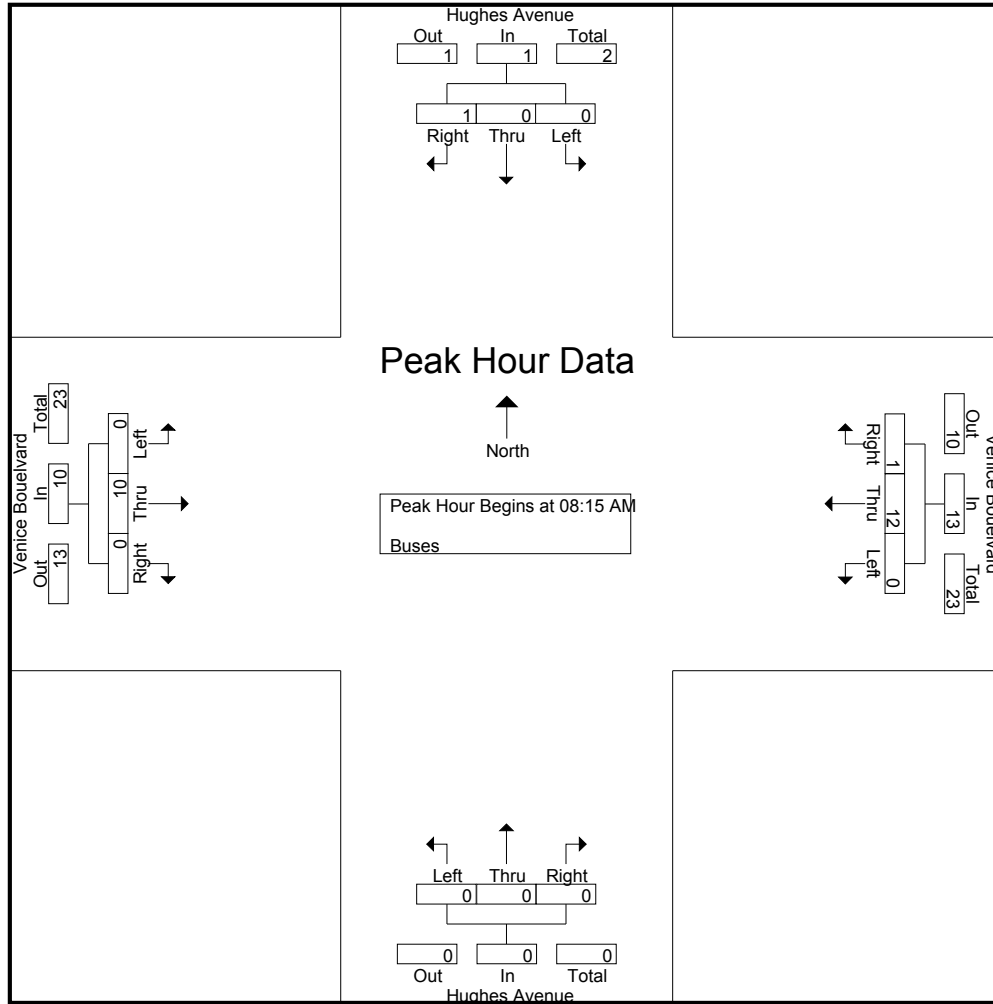 Hughes Avenue
Out In Total
1 1 2
1 0 0
Right Thru Left
Peak Hour Data
North
Peak Hour Begins at 08:15 AM
Buses
Venice Bouelvard
Out In Total
13 10 23
0 10 0
Left Thru Right
Venice Bouelvard
Out In Total
10 13 23
1 12 0
Right Thru Left
Left Thru Right
0 0 0
0 0 0
Out In Total
Hughes Avenue